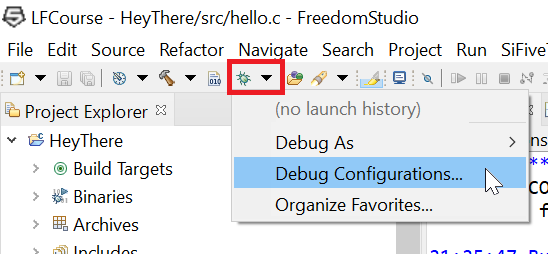 LFCourse - HeyThere/src/hello.c - FreedomStudio
File Edit Source Refactor Navigate Search Project Run SiFive
010
Project Explorer
(no launch history)
HeyThere
Debug As
Build Targets
Debug Configurations...
Binaries
Organize Favorites...
Archives
Includes